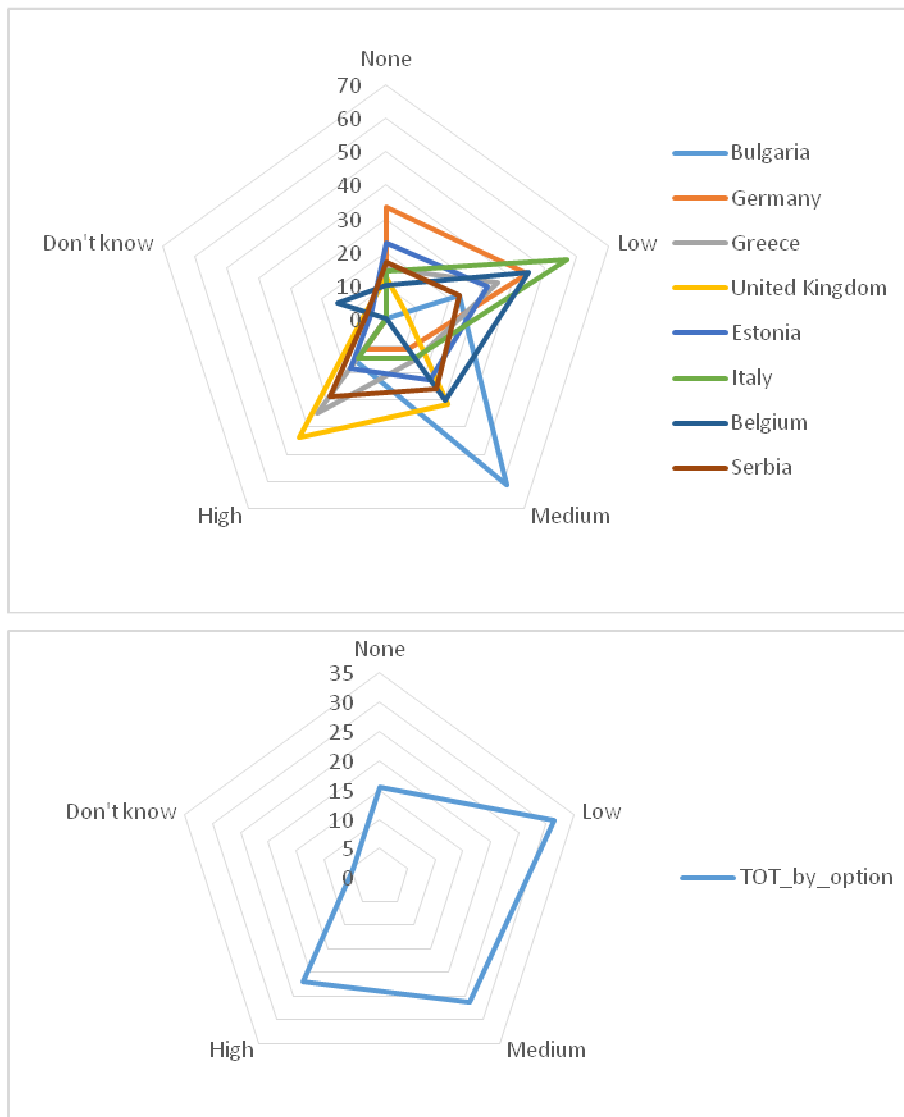 None
70
60
50
40
30
20
10
0
Don't know
Low
High
Medium
Bulgaria
Germany
Greece
United Kingdom
Estonia
Italy
Belgium
Serbia
None
35
30
25
20
15
10
5
0
Don't know
Low
High
Medium
TOT_by_option